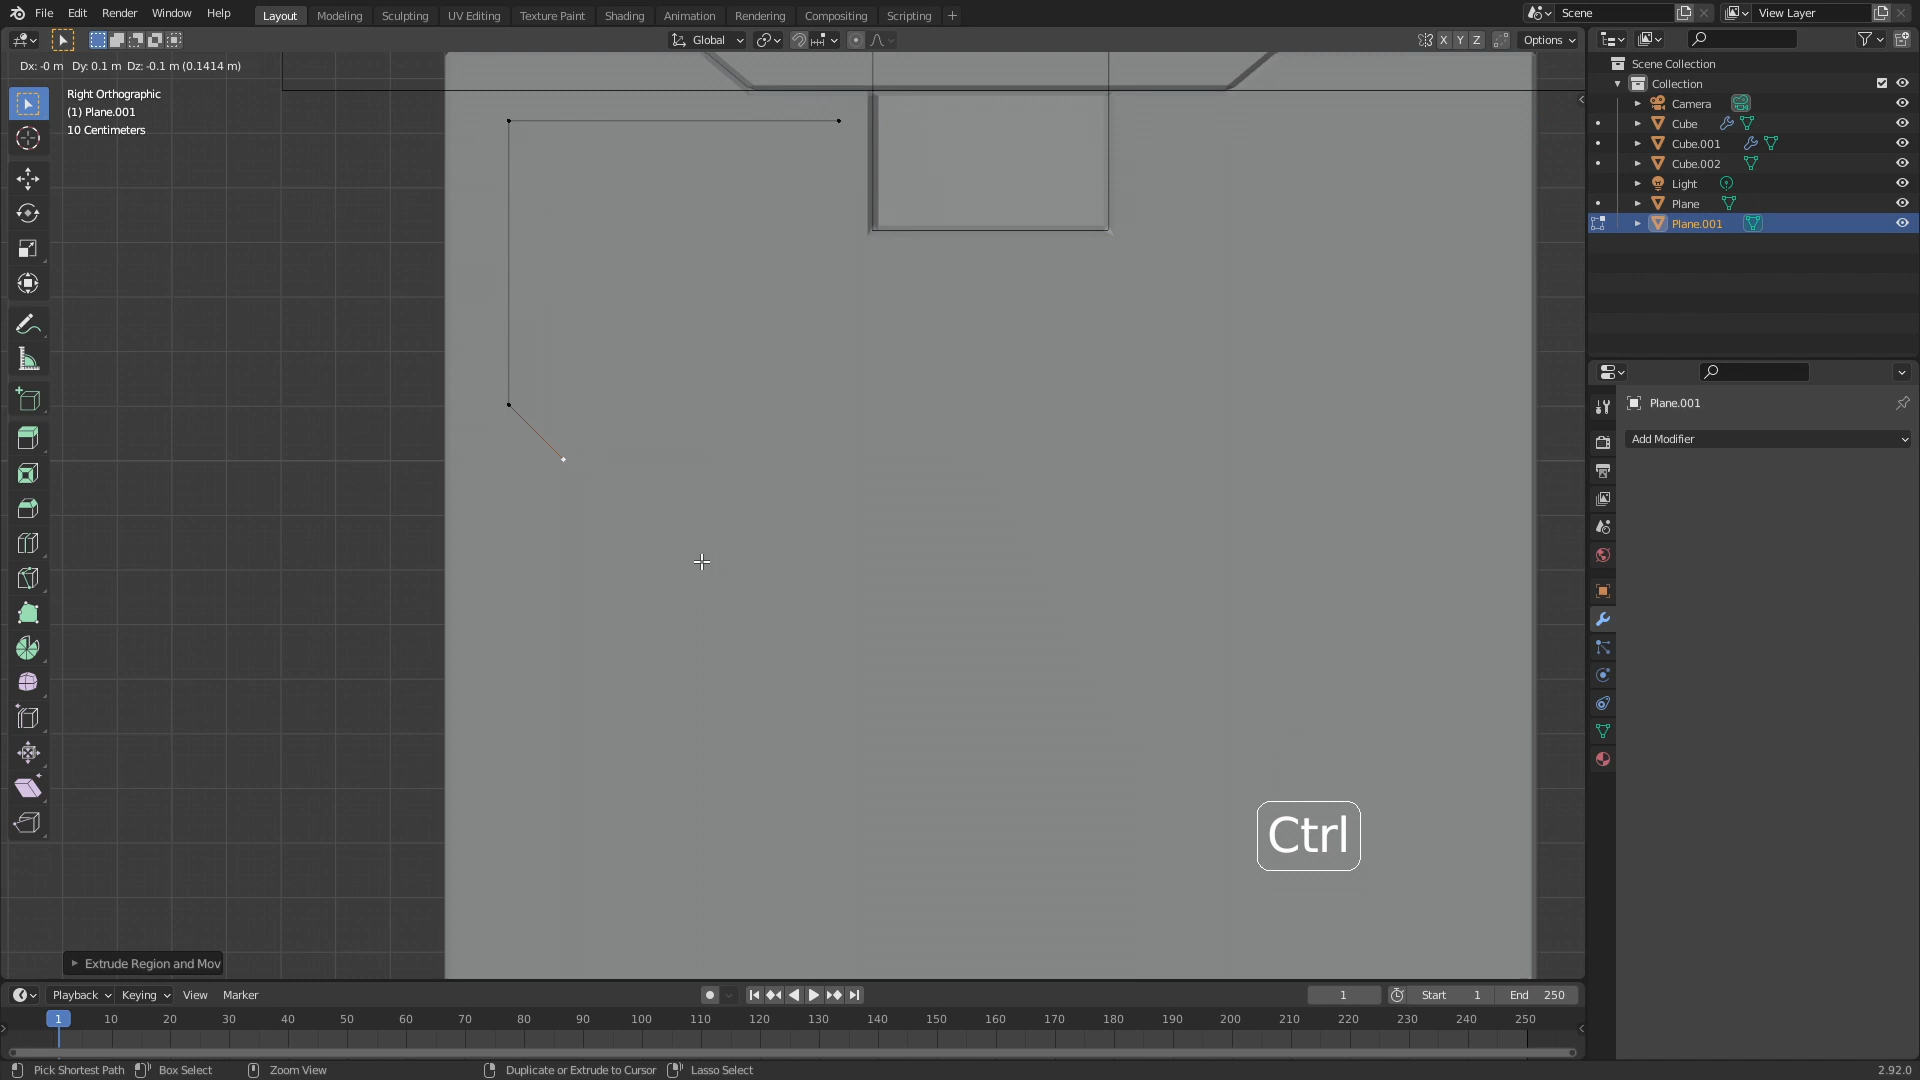 File Edit Render Window Help Layout Modeling Sculpting UV Editing Texture Paint Shading Animation Rendering Compositing Scripting + Scene View Layer
Global X Y Z Options
Dx: -0 m Dy: 0.1 m Dz: -0.1 m (0.1414 m)
Right Orthographic
(1) Plane.001
10 Centimeters
Scene Collection
Collection
Camera
Cube
Cube.001
Cube.002
Light
Plane
Plane.001
Plane.001
Add Modifier
Ctrl
Extrude Region and Mov
Playback Keying View Marker 1 Start 1 End 250
1 10 20 30 40 50 60 70 80 90 100 110 120 130 140 150 160 170 180 190 200 210 220 230 240 250
Pick Shortest Path Box Select Zoom View Duplicate or Extrude to Cursor Lasso Select 2.92.0